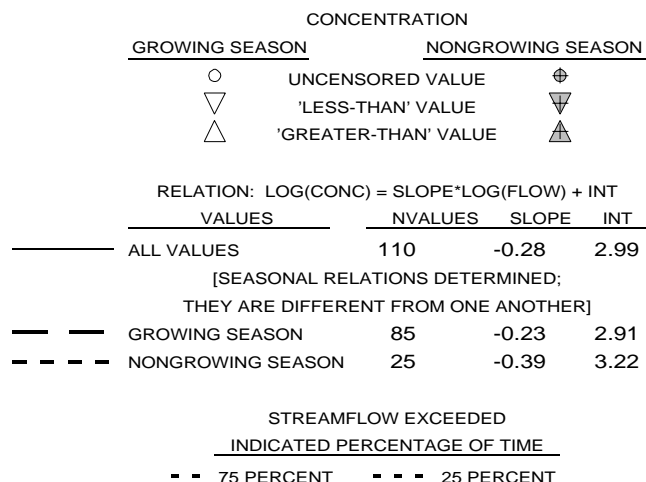 CONCENTRATION
GROWING SEASON NONGROWING SEASON
UNCENSORED VALUE
'LESS-THAN' VALUE
'GREATER-THAN' VALUE
RELATION: LOG(CONC) = SLOPE*LOG(FLOW) + INT
VALUES NVALUES SLOPE INT
ALL VALUES 110 -0.28 2.99
[SEASONAL RELATIONS DETERMINED;
THEY ARE DIFFERENT FROM ONE ANOTHER]
GROWING SEASON 85 -0.23 2.91
NONGROWING SEASON 25 -0.39 3.22
STREAMFLOW EXCEEDED
INDICATED PERCENTAGE OF TIME
75 PERCENT 25 PERCENT